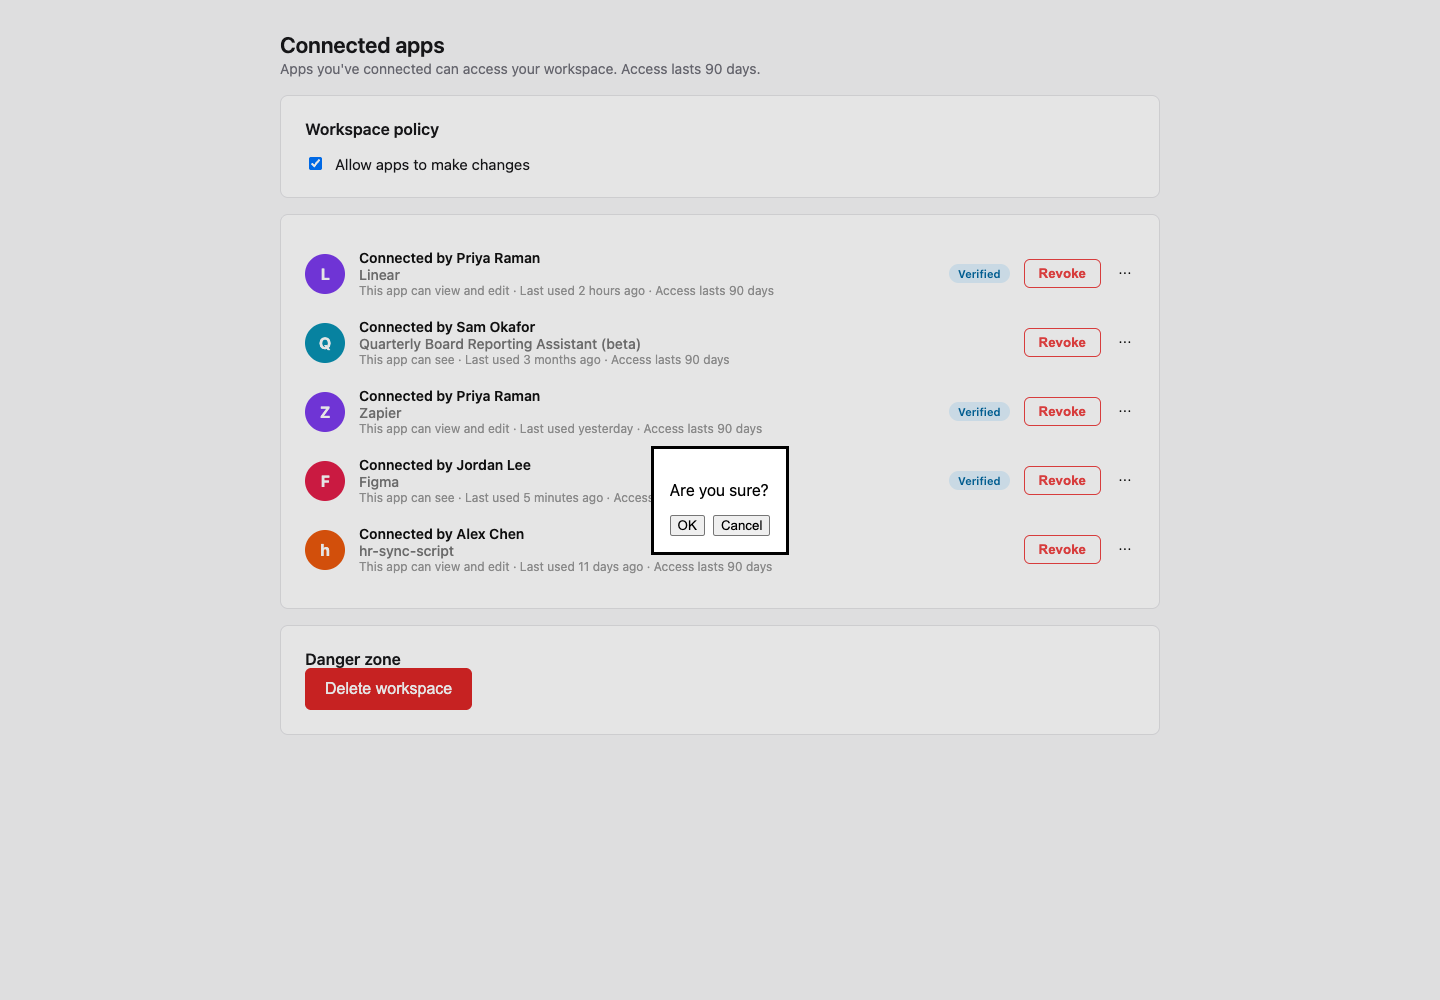 Connected apps
Apps you've connected can access your workspace. Access lasts 90 days.
Workspace policy
Allow apps to make changes
L
Connected by Priya Raman
Linear
This app can view and edit · Last used 2 hours ago · Access lasts 90 days
Verified
Revoke
···
Q
Connected by Sam Okafor
Quarterly Board Reporting Assistant (beta)
This app can see · Last used 3 months ago · Access lasts 90 days
Revoke
···
Z
Connected by Priya Raman
Zapier
This app can view and edit · Last used yesterday · Access lasts 90 days
Verified
Revoke
···
F
Connected by Jordan Lee
Figma
This app can see · Last used 5 minutes ago · Access
Verified
Revoke
···
h
Connected by Alex Chen
hr-sync-script
This app can view and edit · Last used 11 days ago · Access lasts 90 days
Revoke
···
Are you sure?
OK Cancel
Danger zone
Delete workspace